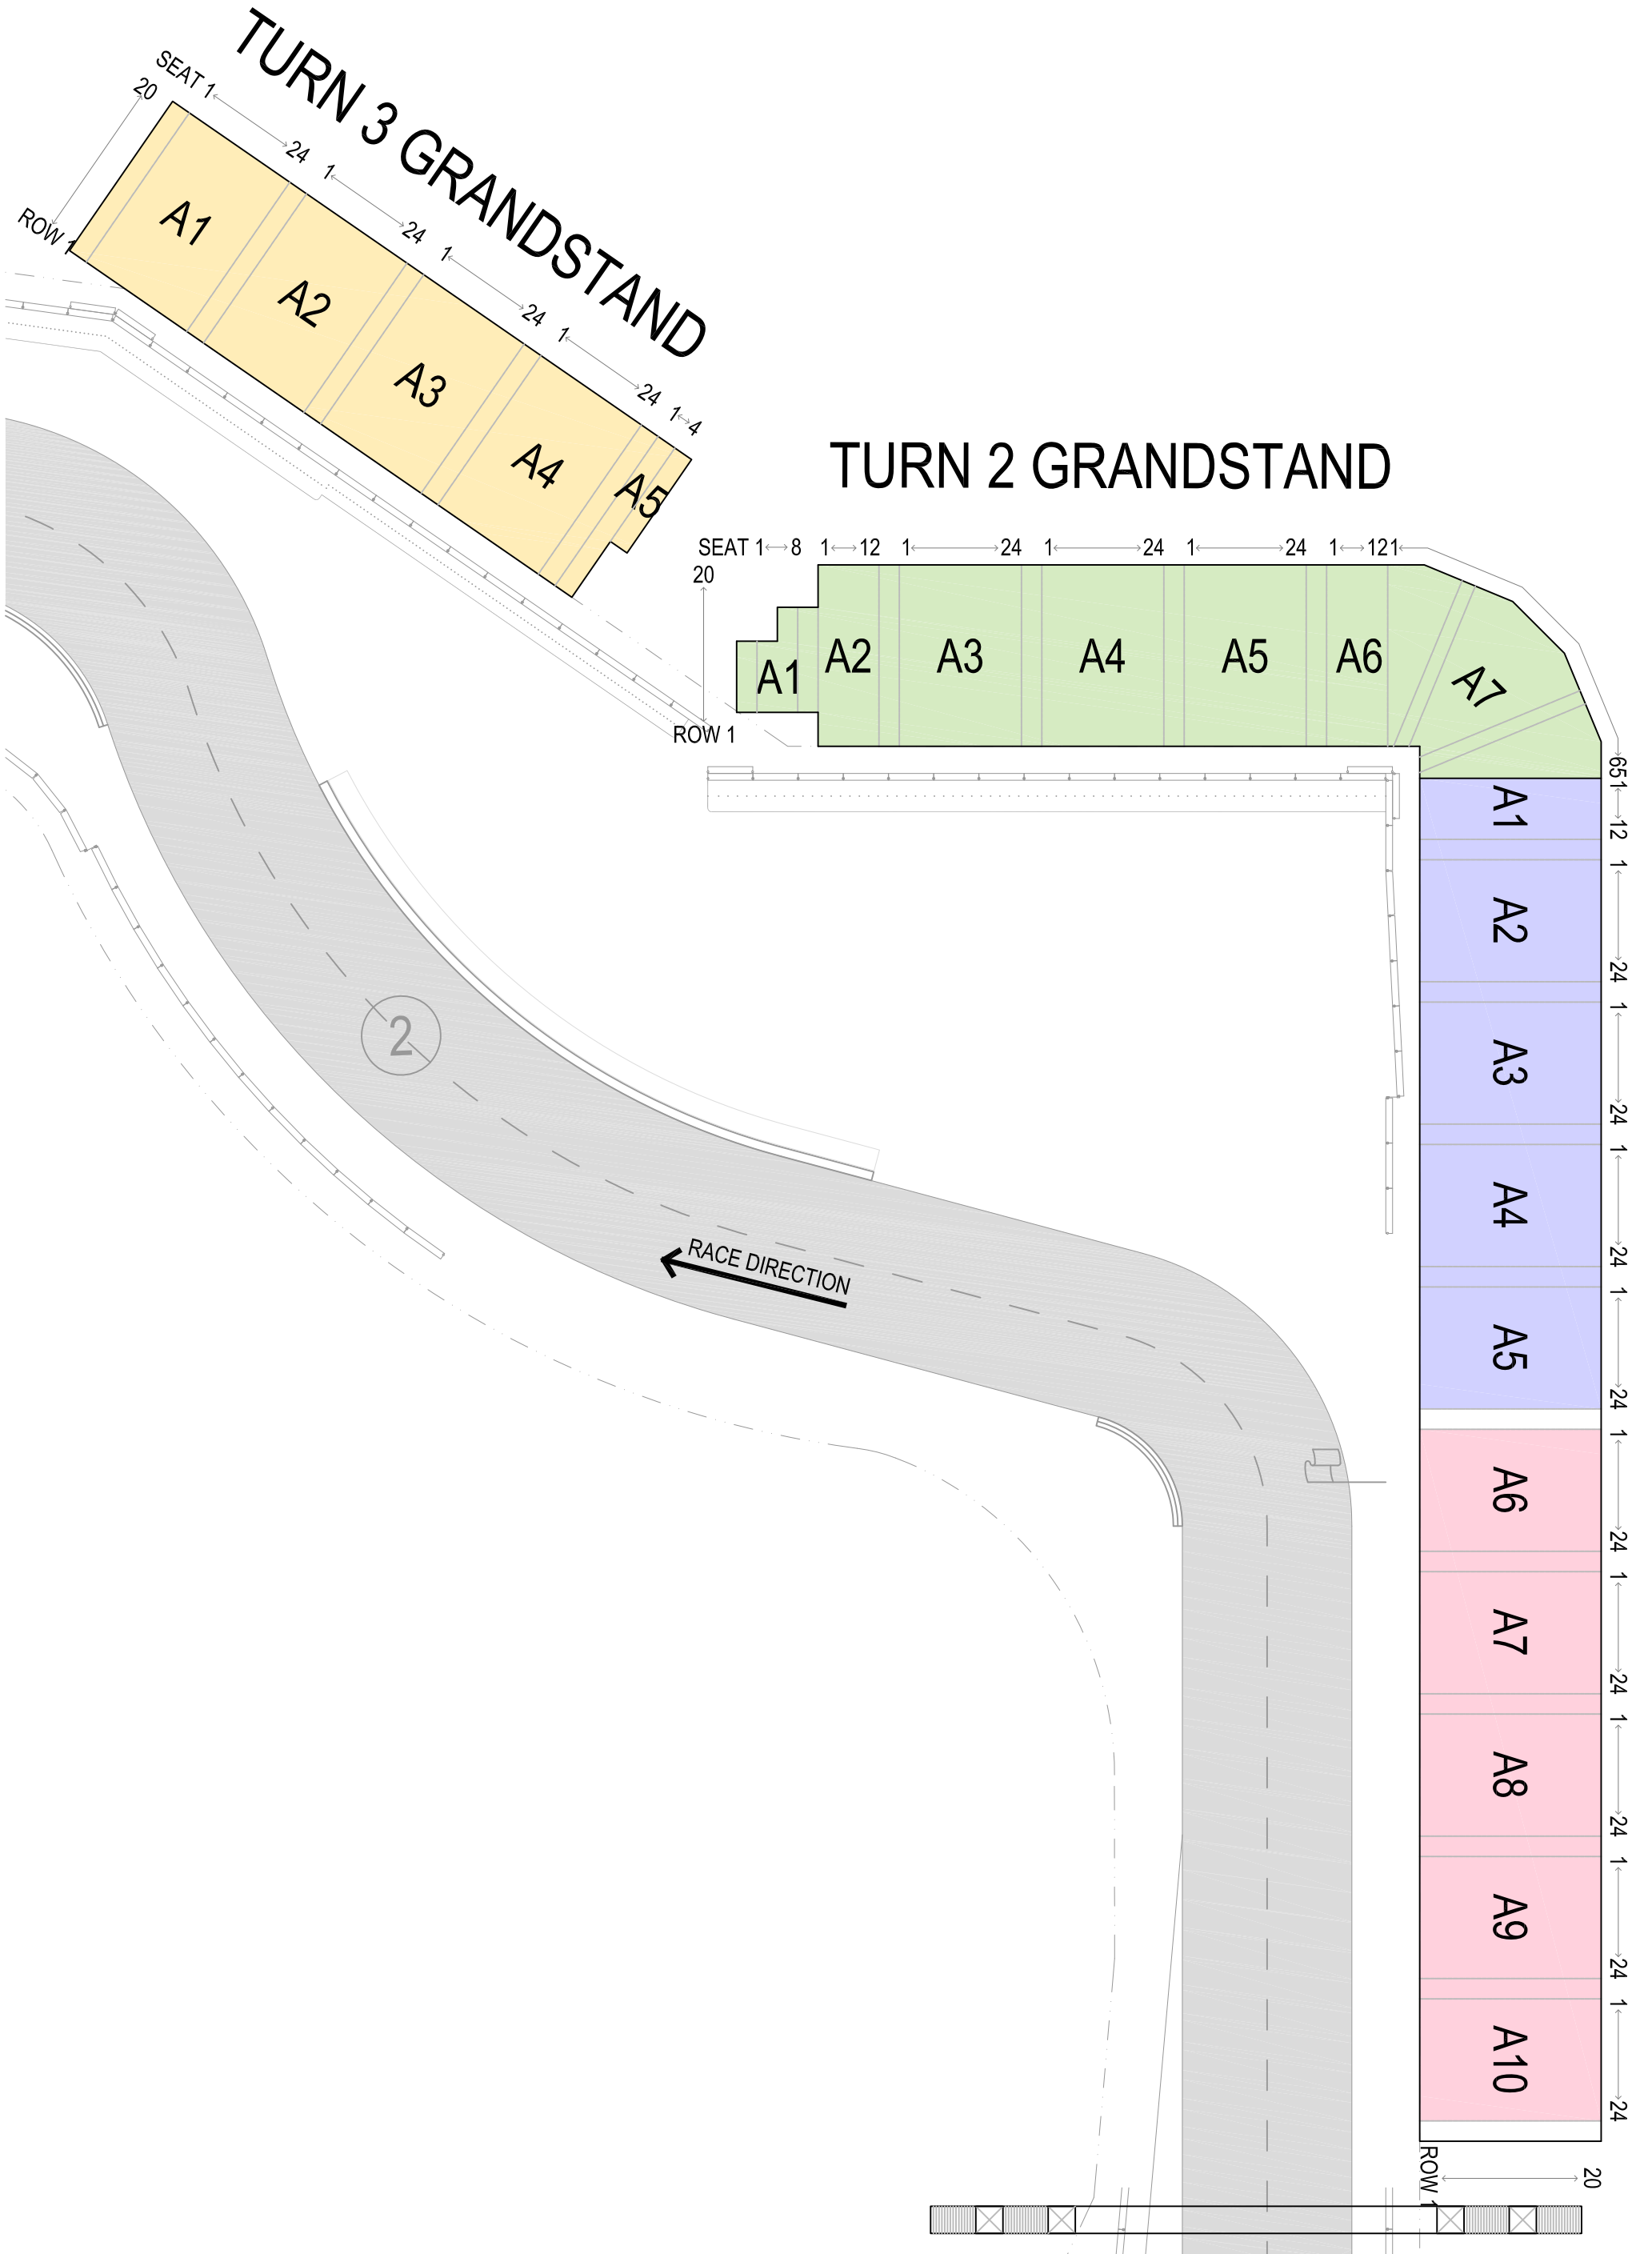 TURN 3 GRANDSTAND
SEAT 1
24
1
24
1
24
1
24
1
4
20
ROW 1
A1
A2
A3
A4
A5
TURN 2 GRANDSTAND
SEAT 1 8 1 12 1 24 1 24 1 24 1 12 1
65
20
ROW 1
A1
A2
A3
A4
A5
A6
A7
A1
1 12
A2
1 24
A3
1 24
A4
1 24
A5
1 24
A6
1 24
A7
1 24
A8
1 24
A9
1 24
A10
1 24
ROW 1
20
2
RACE DIRECTION